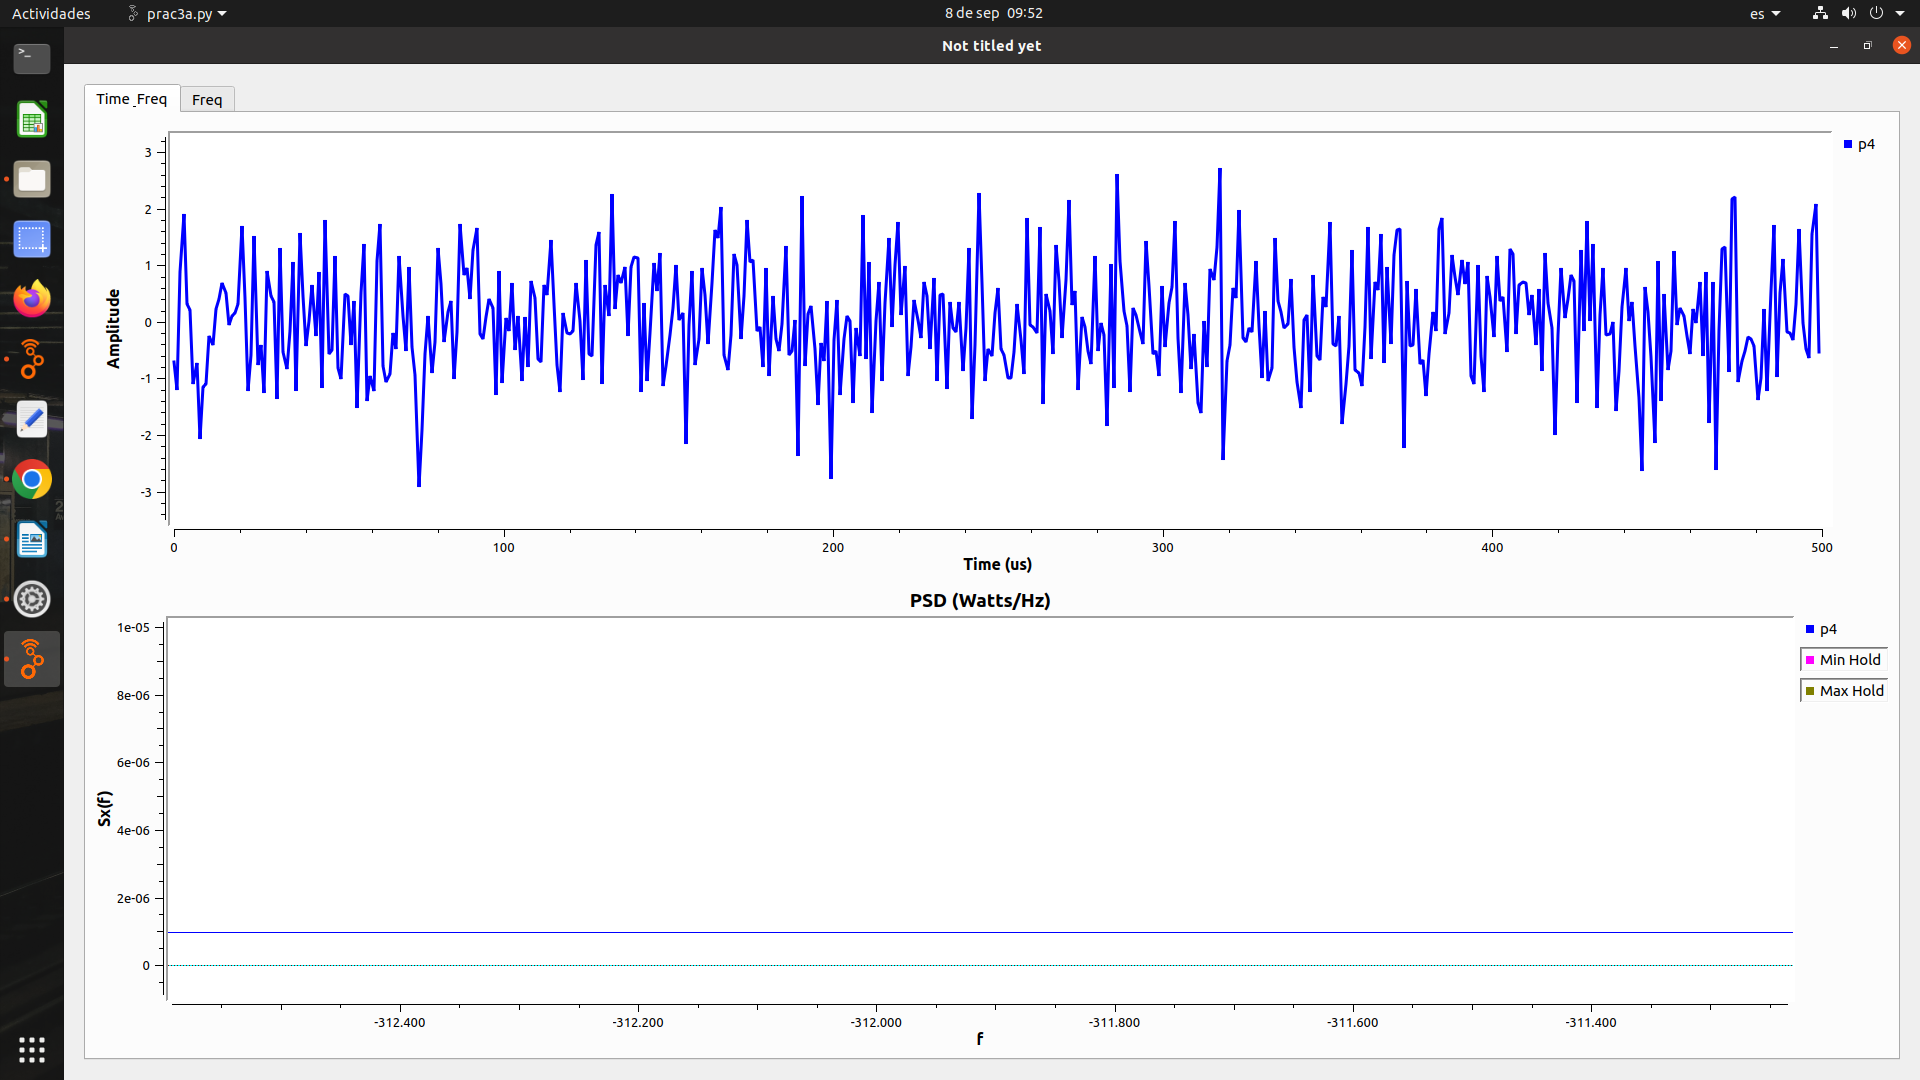 Actividades
prac3a.py
8 de sep 09:52
es
Not titled yet
Time_Freq
Freq
3
2
1
0
-1
-2
-3
Amplitude
p4
0
100
200
300
400
500
Time (us)
PSD (Watts/Hz)
1e-05
8e-06
6e-06
4e-06
2e-06
0
Sx(f)
p4
Min Hold
Max Hold
-312.400
-312.200
-312.000
-311.800
-311.600
-311.400
f